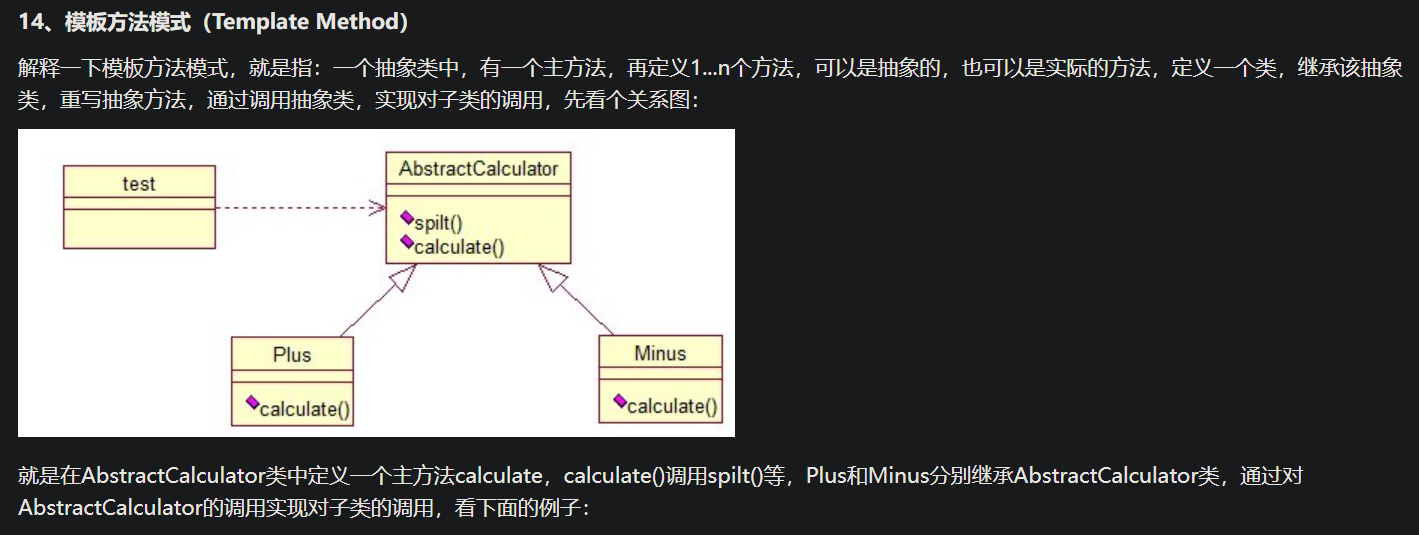 14、模板方法模式（Template Method）
解释一下模板方法模式，就是指：一个抽象类中，有一个主方法，再定义1...n个方法，可以是抽象的，也可以是实际的方法，定义一个类，继承该抽象
类，重写抽象方法，通过调用抽象类，实现对子类的调用，先看个关系图：
test
AbstractCalculator
spilt()
calculate()
Plus
calculate()
Minus
calculate()
就是在AbstractCalculator类中定义一个主方法calculate，calculate()调用spilt()等，Plus和Minus分别继承AbstractCalculator类，通过对
AbstractCalculator的调用实现对子类的调用，看下面的例子：